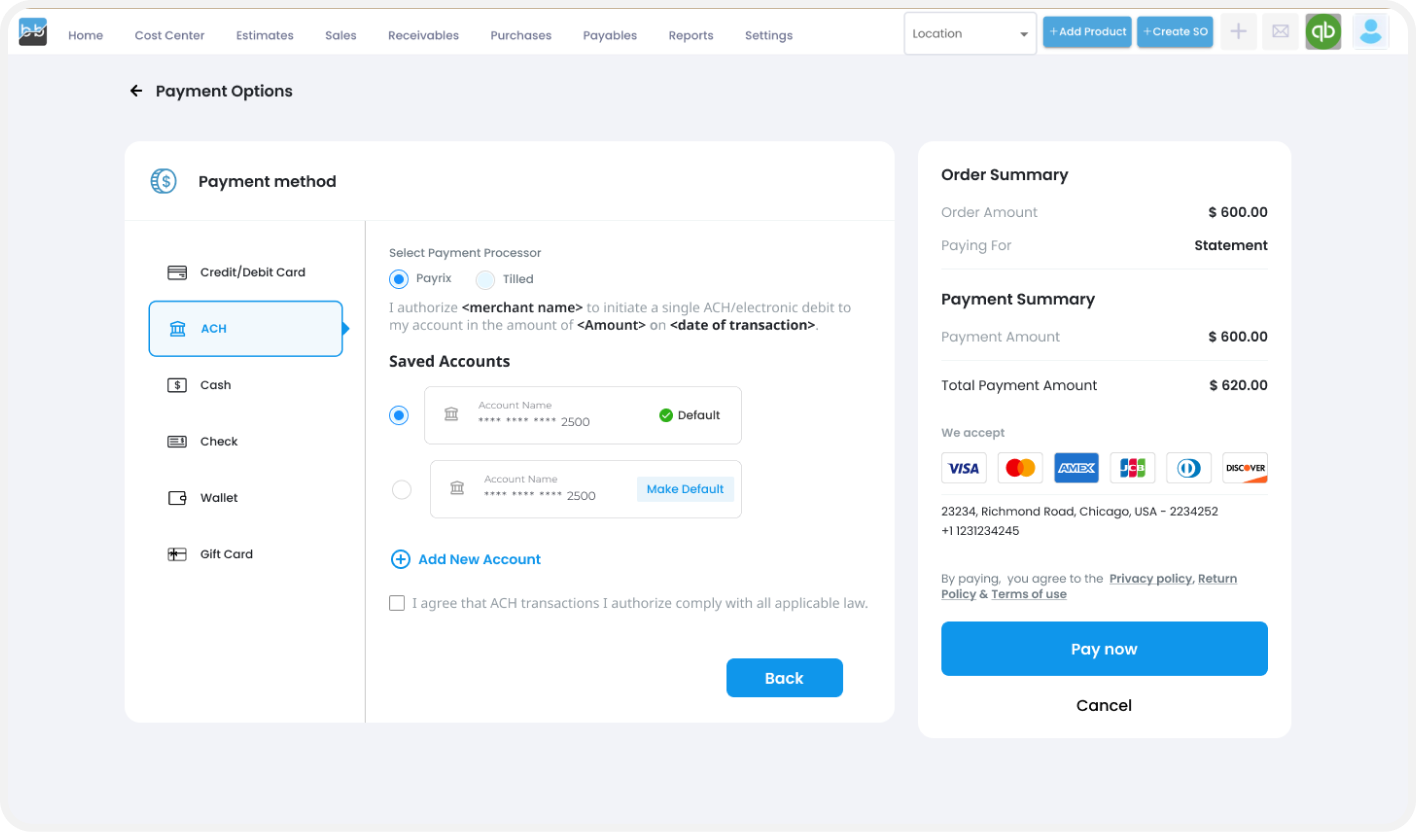 bb
Home
Cost Center
Estimates
Sales
Receivables
Purchases
Payables
Reports
Settings
Location
+Add Product
+Create SO
qb
Payment Options
Payment method
Credit/Debit Card
ACH
Cash
Check
Wallet
Gift Card
Select Payment Processor
Payrix
Tilled
I authorize <merchant name> to initiate a single ACH/electronic debit to
my account in the amount of <Amount> on <date of transaction>.
Saved Accounts
Account Name
**** **** **** 2500
Default
Account Name
**** **** **** 2500
Make Default
Add New Account
I agree that ACH transactions I authorize comply with all applicable law.
Back
Order Summary
Order Amount $ 600.00
Paying For Statement
Payment Summary
Payment Amount $ 600.00
Total Payment Amount $ 620.00
We accept
VISA
AMEX
JCB
DISCOVER
23234, Richmond Road, Chicago, USA - 2234252
+1 1231234245
By paying, you agree to the Privacy policy, Return
Policy & Terms of use
Pay now
Cancel